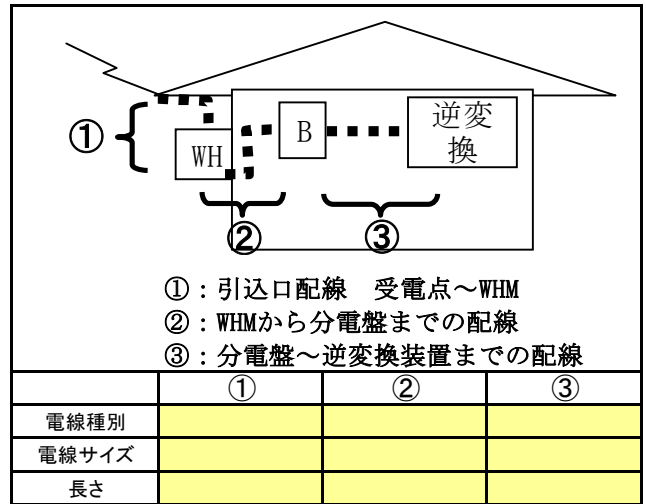 ①
WH
B
逆変
換
②
③
①：引込口配線　受電点～WHM
②：WHMから分電盤までの配線
③：分電盤～逆変換装置までの配線
① ② ③
電線種別
電線サイズ
長さ